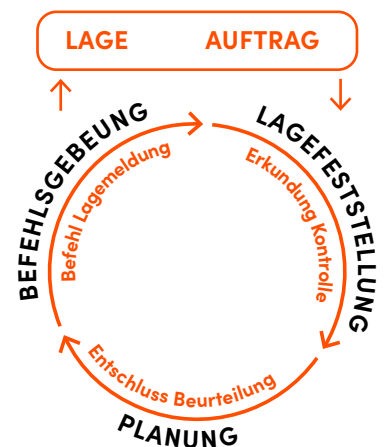 LAGE AUFTRAG
LAGEFESTSTELLUNG
Erkundung Kontrolle
PLANUNG
Entschluss Beurteilung
BEFEHLSGEBEUNG
Befehl Lagemeldung